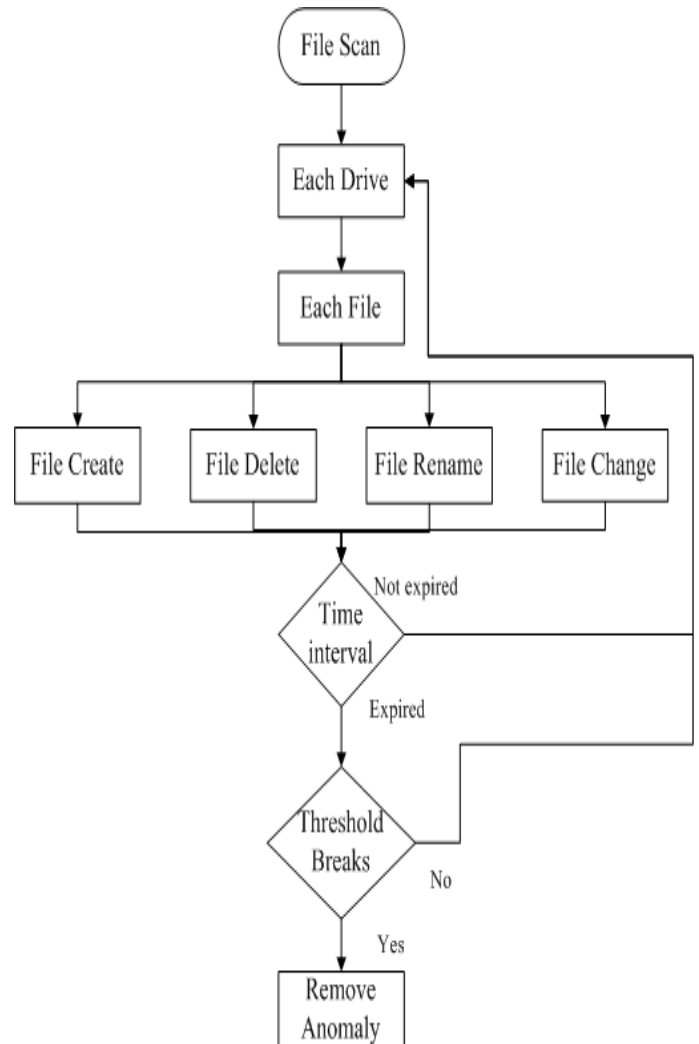 File Scan
Each Drive
Each File
File Create
File Delete
File Rename
File Change
Not expired
Time
interval
Expired
Threshold
Breaks
No
Yes
Remove
Anomaly